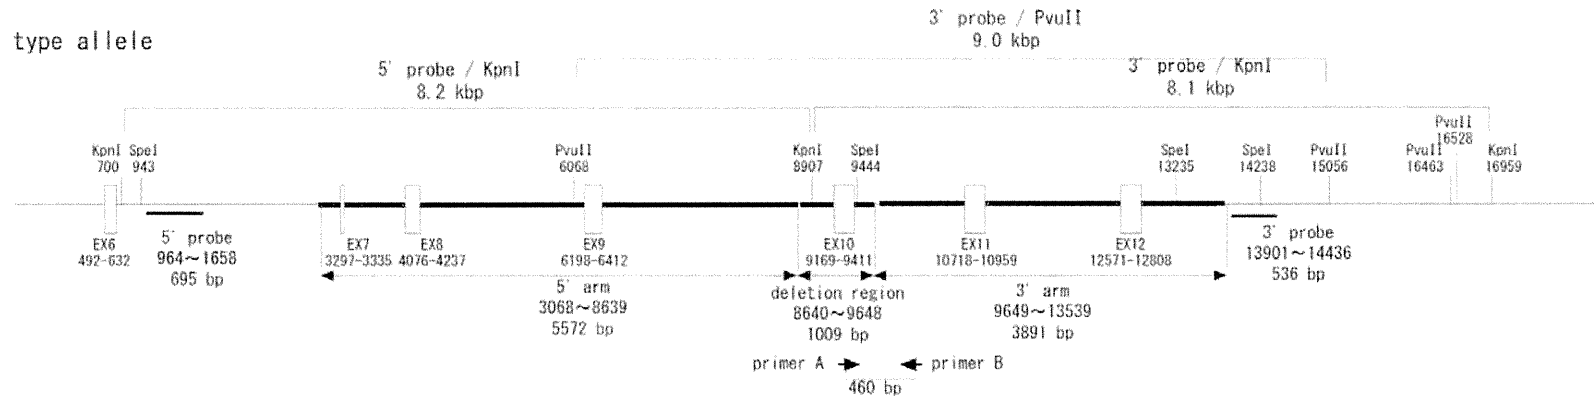 3' probe / PvuII
9.0 kbp
type allele
5' probe / KpnI
8.2 kbp
3' probe / KpnI
8.1 kbp
KpnI
700
SpeI
943
PvuII
6068
KpnI
8907
SpeI
9444
SpeI
13235
SpeI
14238
PvuII
15056
PvuII
16463
PvuII
16528
KpnI
16959
EX6
492-632
5' probe
964~1658
695 bp
EX7
3297-3335
EX8
4076-4237
EX9
6198-6412
EX10
9169-9411
EX11
10718-10959
EX12
12571-12808
3' probe
13901~14436
536 bp
5' arm
3068~8639
5572 bp
deletion region
8640~9648
1009 bp
3' arm
9649~13539
3891 bp
primer A
primer B
460 bp